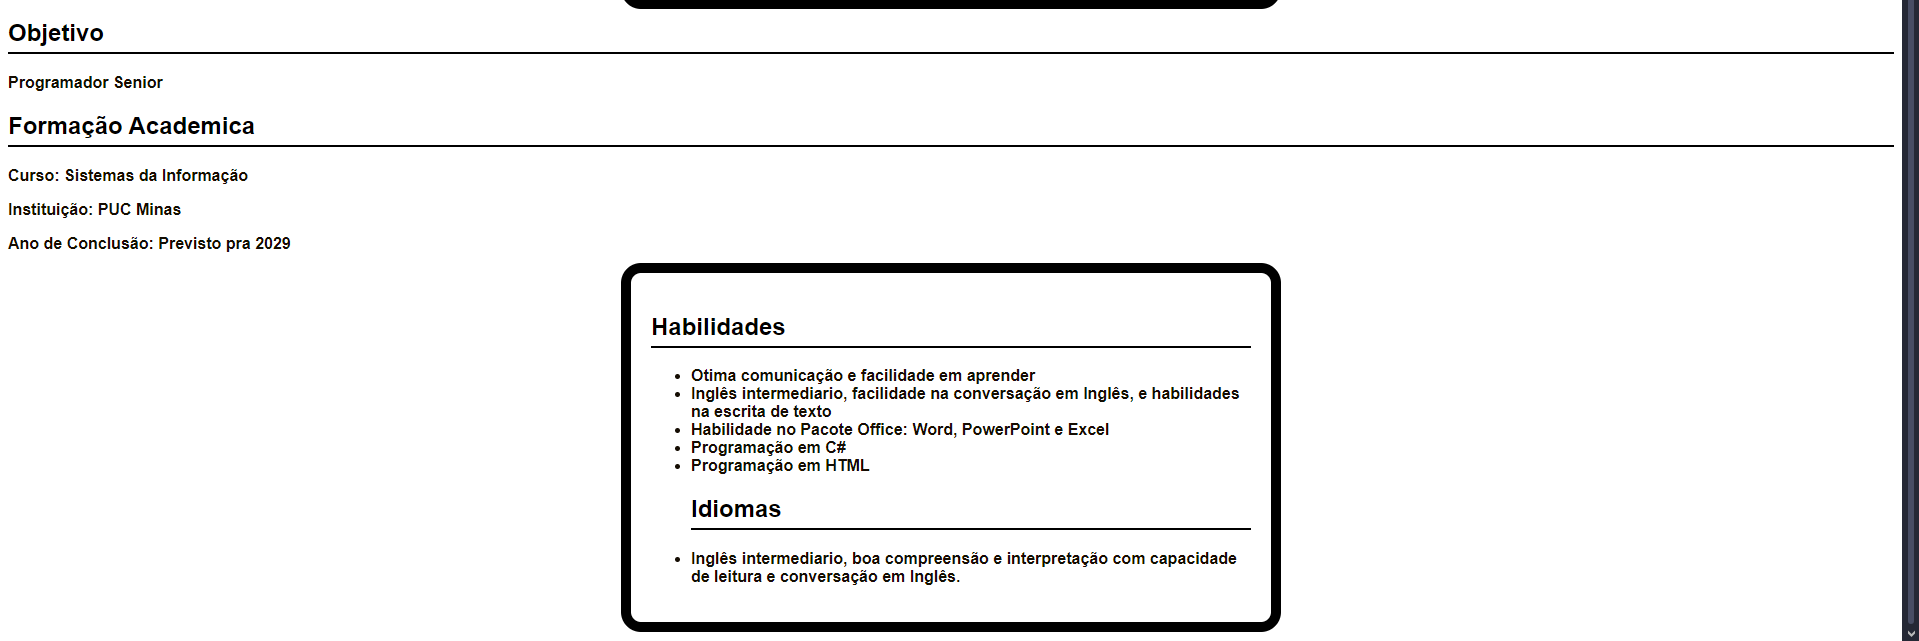 Objetivo
Programador Senior
Formação Academica
Curso: Sistemas da Informação
Instituição: PUC Minas
Ano de Conclusão: Previsto pra 2029
Habilidades
Otima comunicação e facilidade em aprender
Inglês intermediario, facilidade na conversação em Inglês, e habilidades
na escrita de texto
Habilidade no Pacote Office: Word, PowerPoint e Excel
Programação em C#
Programação em HTML
Idiomas
Inglês intermediario, boa compreensão e interpretação com capacidade
de leitura e conversação em Inglês.